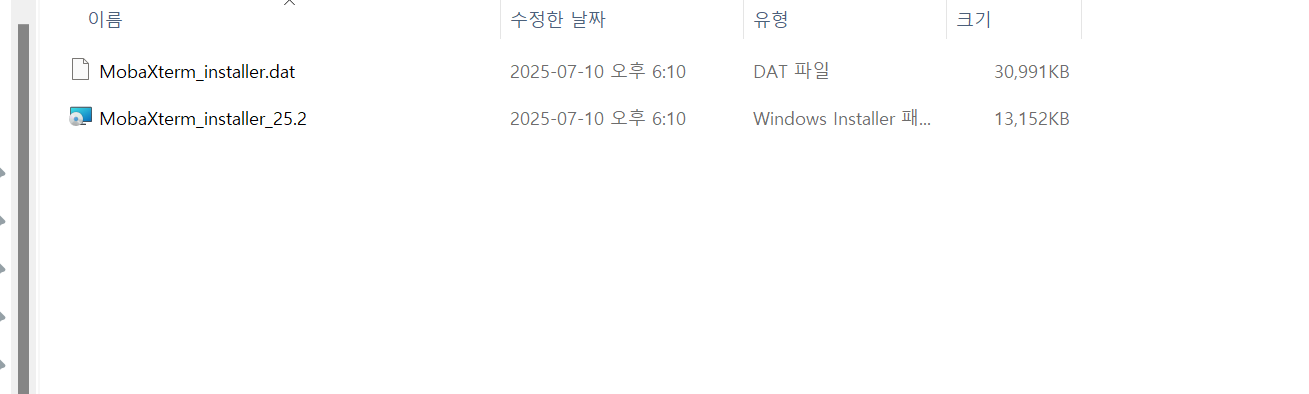 이름 수정한 날짜 유형 크기
MobaXterm_installer.dat 2025-07-10 오후 6:10 DAT 파일 30,991KB
MobaXterm_installer_25.2 2025-07-10 오후 6:10 Windows Installer 패... 13,152KB